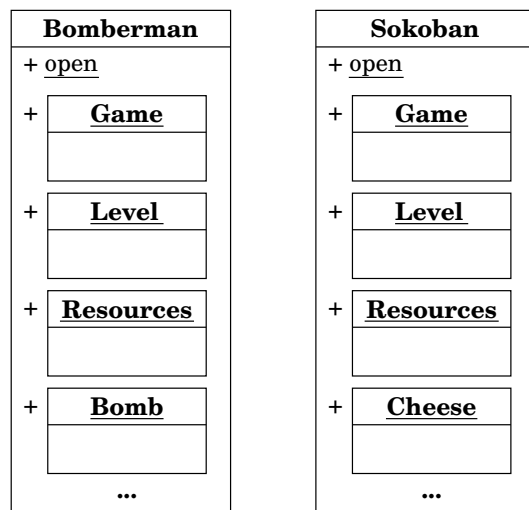 Bomberman
+ open
+ Game
+ Level
+ Resources
+ Bomb
...
Sokoban
+ open
+ Game
+ Level
+ Resources
+ Cheese
...